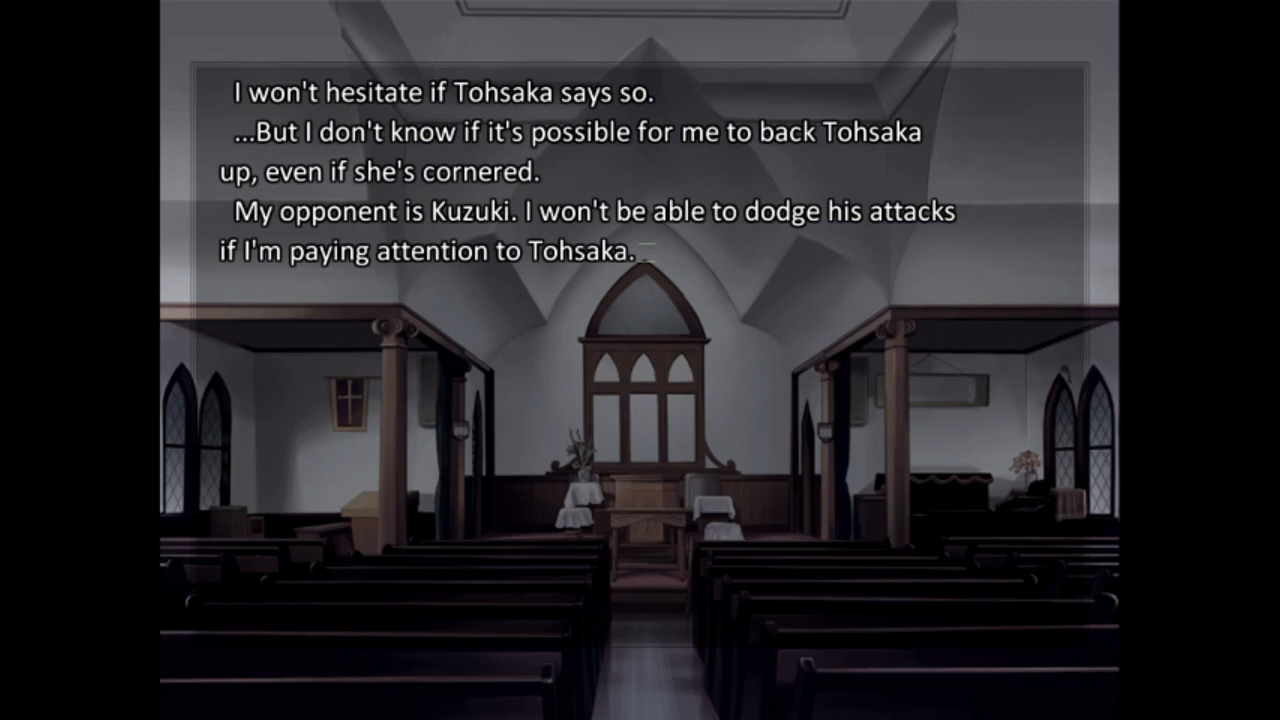 I won't hesitate if Tohsaka says so.
...But I don't know if it's possible for me to back Tohsaka
up, even if she's cornered.
My opponent is Kuzuki. I won't be able to dodge his attacks
if I'm paying attention to Tohsaka.